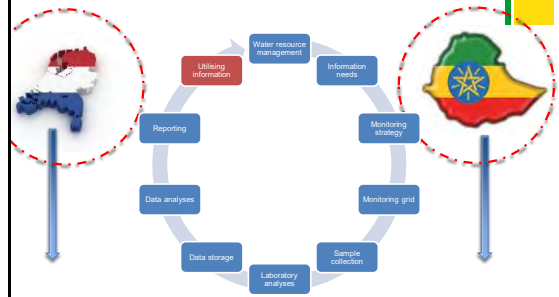 Water resource
management
Information
needs
Monitoring
strategy
Monitoring grid
Sample
collection
Laboratory
analyses
Data storage
Data analyses
Reporting
Utilising
information